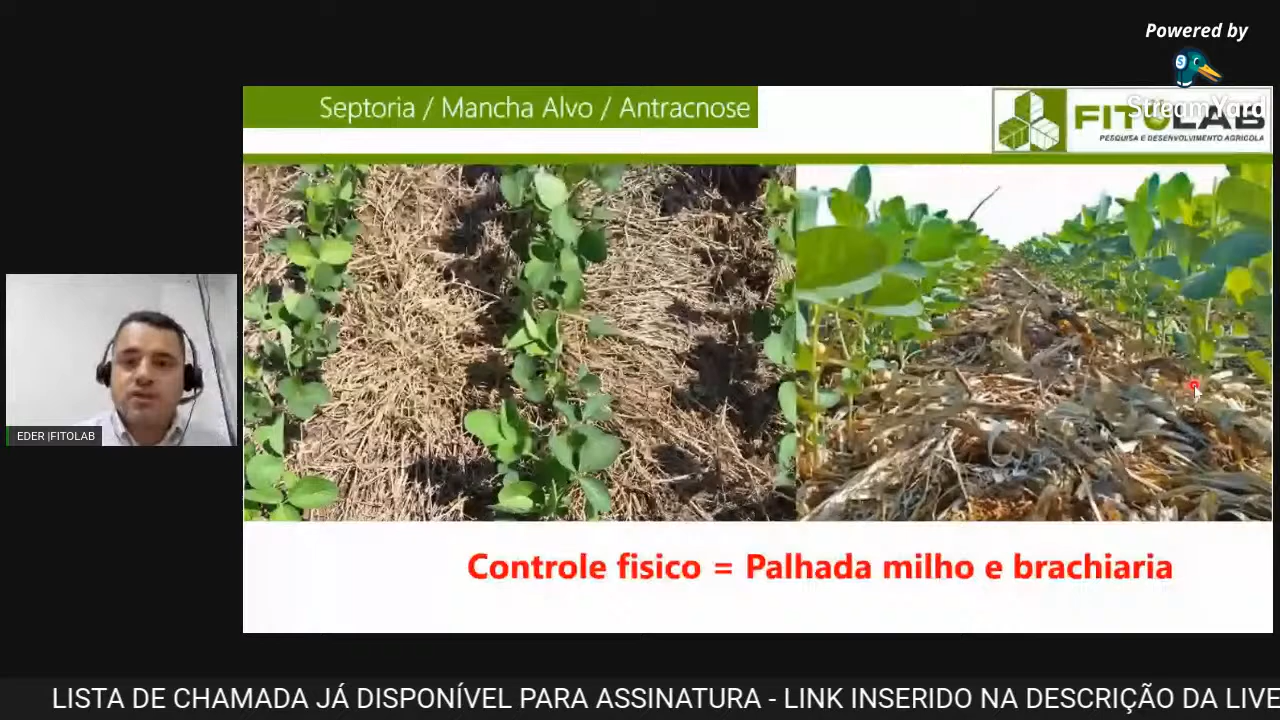 Powered by
StreamYard
Septoria / Mancha Alvo / Antracnose
FITOLAB
PESQUISA E DESENVOLVIMENTO AGRICOLA
EDER |FITOLAB
Controle fisico = Palhada milho e brachiaria
LISTA DE CHAMADA JÁ DISPONÍVEL PARA ASSINATURA - LINK INSERIDO NA DESCRIÇÃO DA LIVE